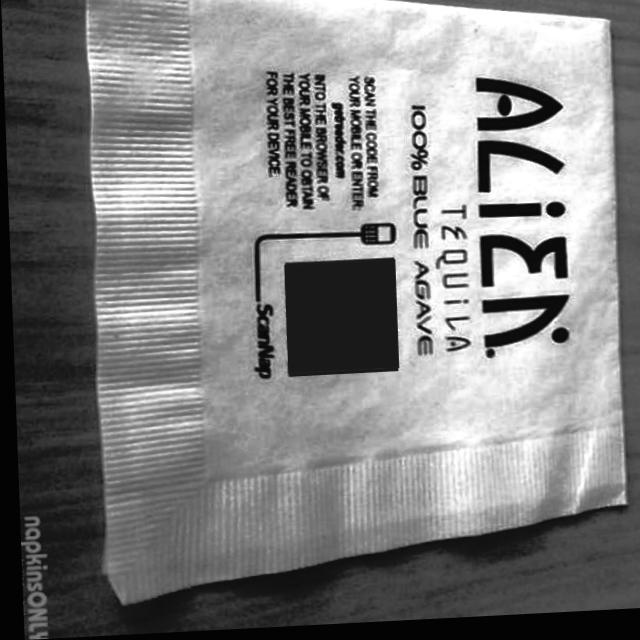 ALiEN.
TEQUILA
100% BLUE AGAVE
SCAN THE CODE FROM
YOUR MOBILE OR ENTER:
getreader.com
INTO THE BROWSER OF
YOUR MOBILE TO OBTAIN
THE BEST FREE READER
FOR YOUR DEVICE.
ScanNap
napkinsONLY